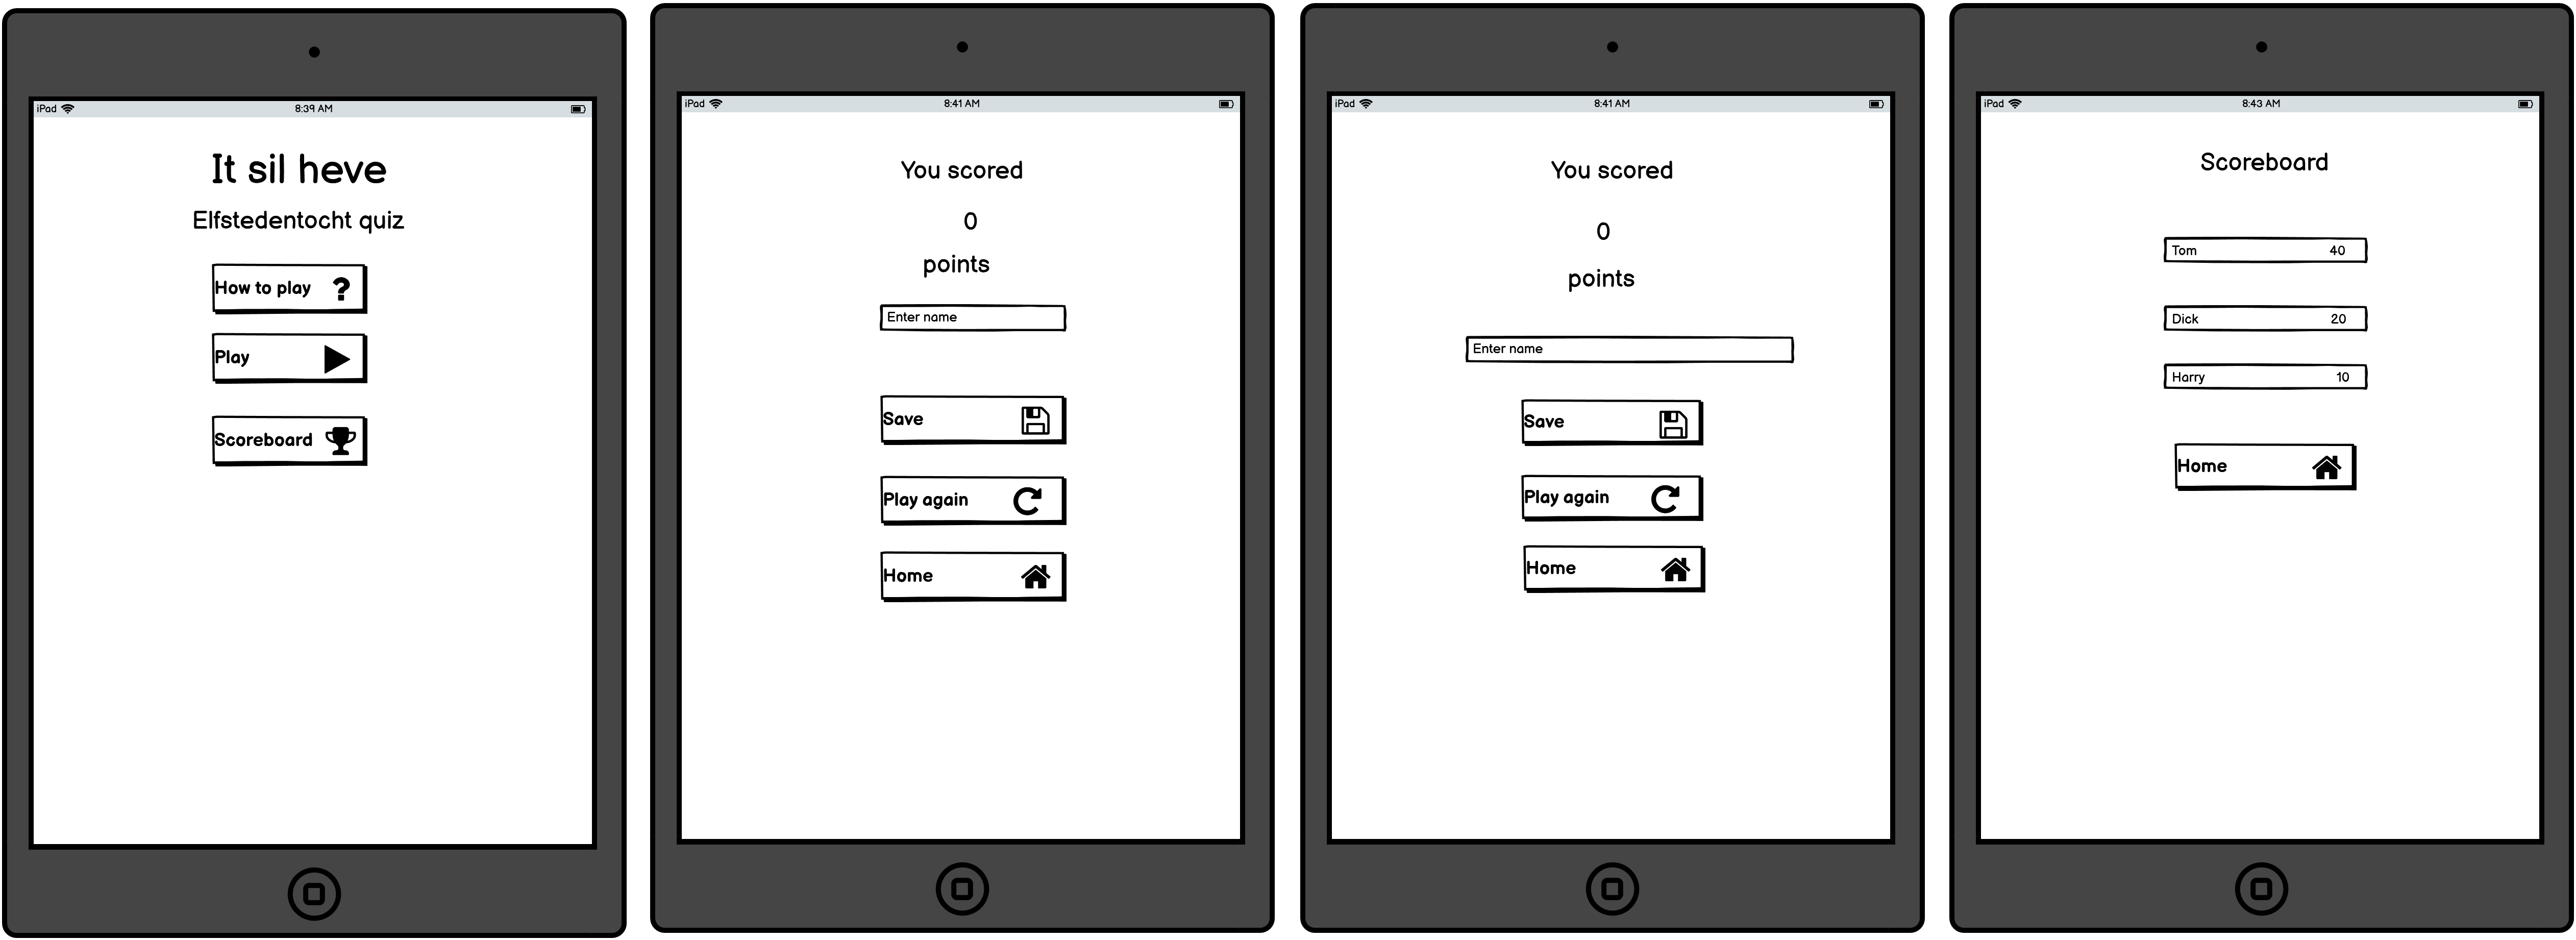 iPad 8:39 AM
It sil heve
Elfstedentocht quiz
How to play ?
Play
Scoreboard
iPad 8:41 AM
You scored
0
points
Enter name
Save
Play again
Home
iPad 8:41 AM
You scored
0
points
Enter name
Save
Play again
Home
iPad 8:43 AM
Scoreboard
Tom 40
Dick 20
Harry 10
Home